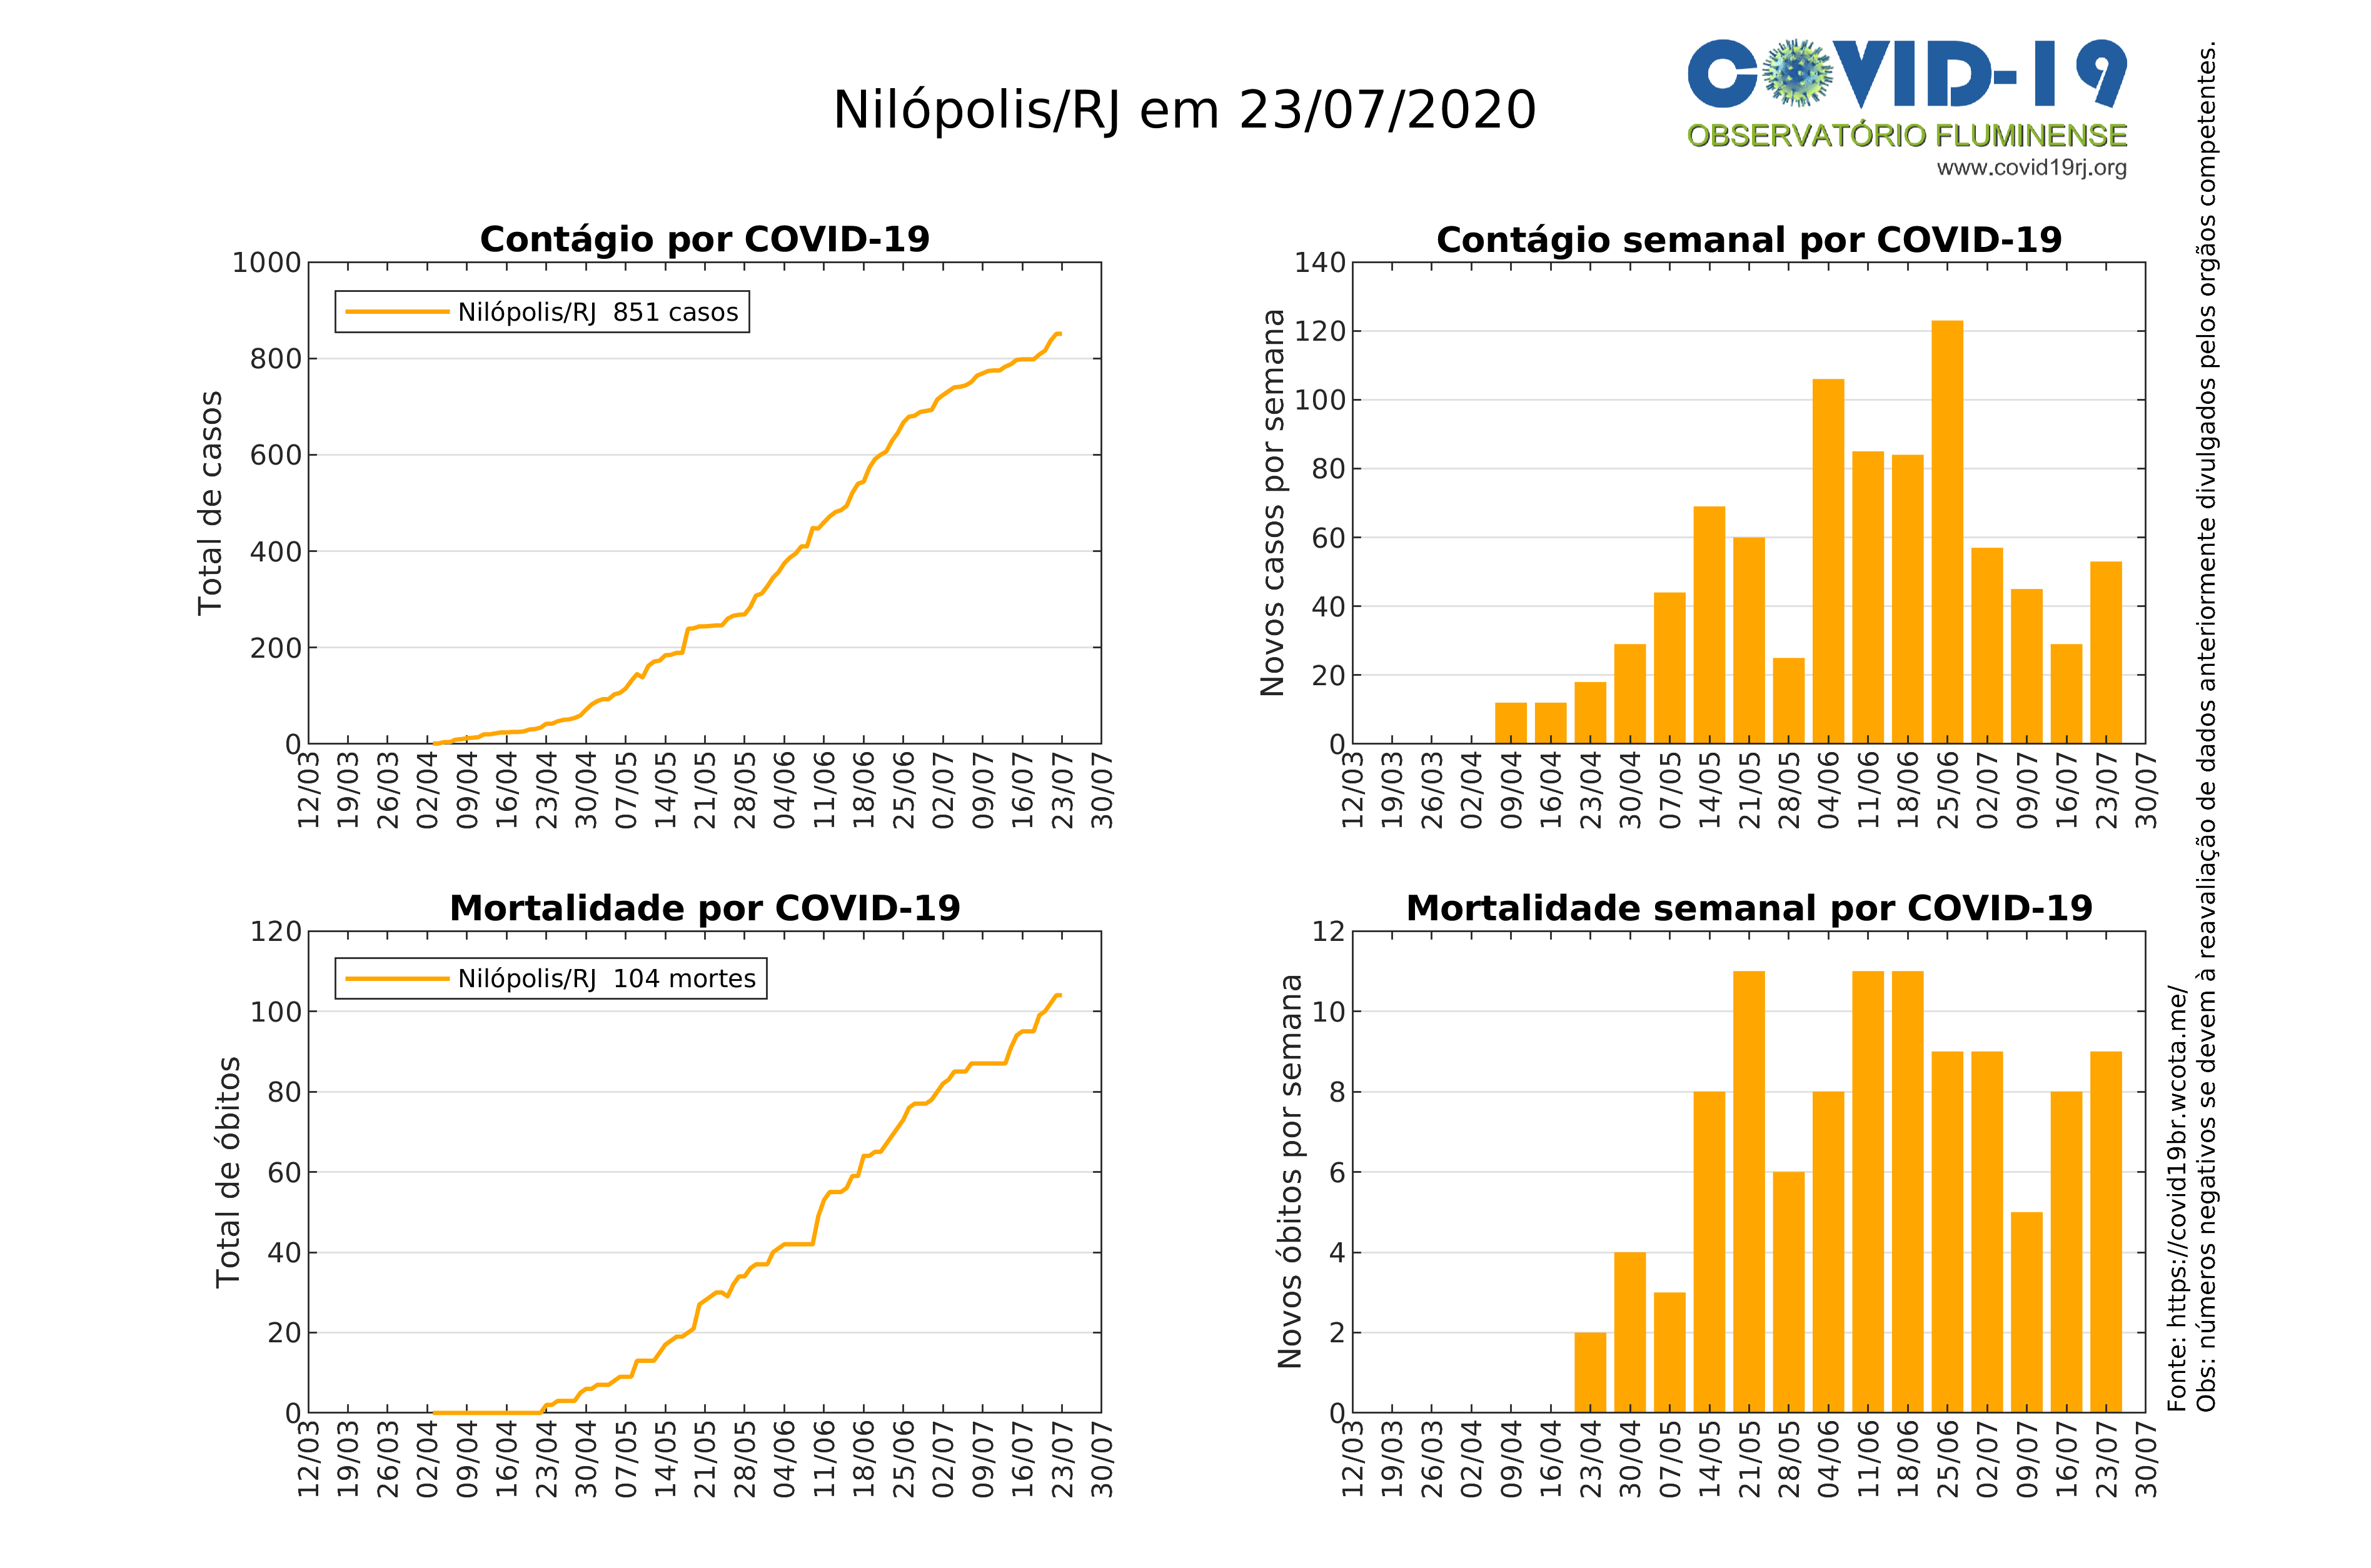 Nilópolis/RJ em 23/07/2020
COVID-19
OBSERVATÓRIO FLUMINENSE
www.covid19rj.org
Contágio por COVID-19
Total de casos
1000
800
600
400
200
0
Nilópolis/RJ 851 casos
12/03 19/03 26/03 02/04 09/04 16/04 23/04 30/04 07/05 14/05 21/05 28/05 04/06 11/06 18/06 25/06 02/07 09/07 16/07 23/07 30/07
Contágio semanal por COVID-19
Novos casos por semana
140
120
100
80
60
40
20
0
12/03 19/03 26/03 02/04 09/04 16/04 23/04 30/04 07/05 14/05 21/05 28/05 04/06 11/06 18/06 25/06 02/07 09/07 16/07 23/07 30/07
Mortalidade por COVID-19
Total de óbitos
120
100
80
60
40
20
0
Nilópolis/RJ 104 mortes
12/03 19/03 26/03 02/04 09/04 16/04 23/04 30/04 07/05 14/05 21/05 28/05 04/06 11/06 18/06 25/06 02/07 09/07 16/07 23/07 30/07
Mortalidade semanal por COVID-19
Novos óbitos por semana
12
10
8
6
4
2
0
12/03 19/03 26/03 02/04 09/04 16/04 23/04 30/04 07/05 14/05 21/05 28/05 04/06 11/06 18/06 25/06 02/07 09/07 16/07 23/07 30/07
Fonte: https://covid19br.wcota.me/
Obs: números negativos se devem à reavaliação de dados anteriormente divulgados pelos orgãos competentes.